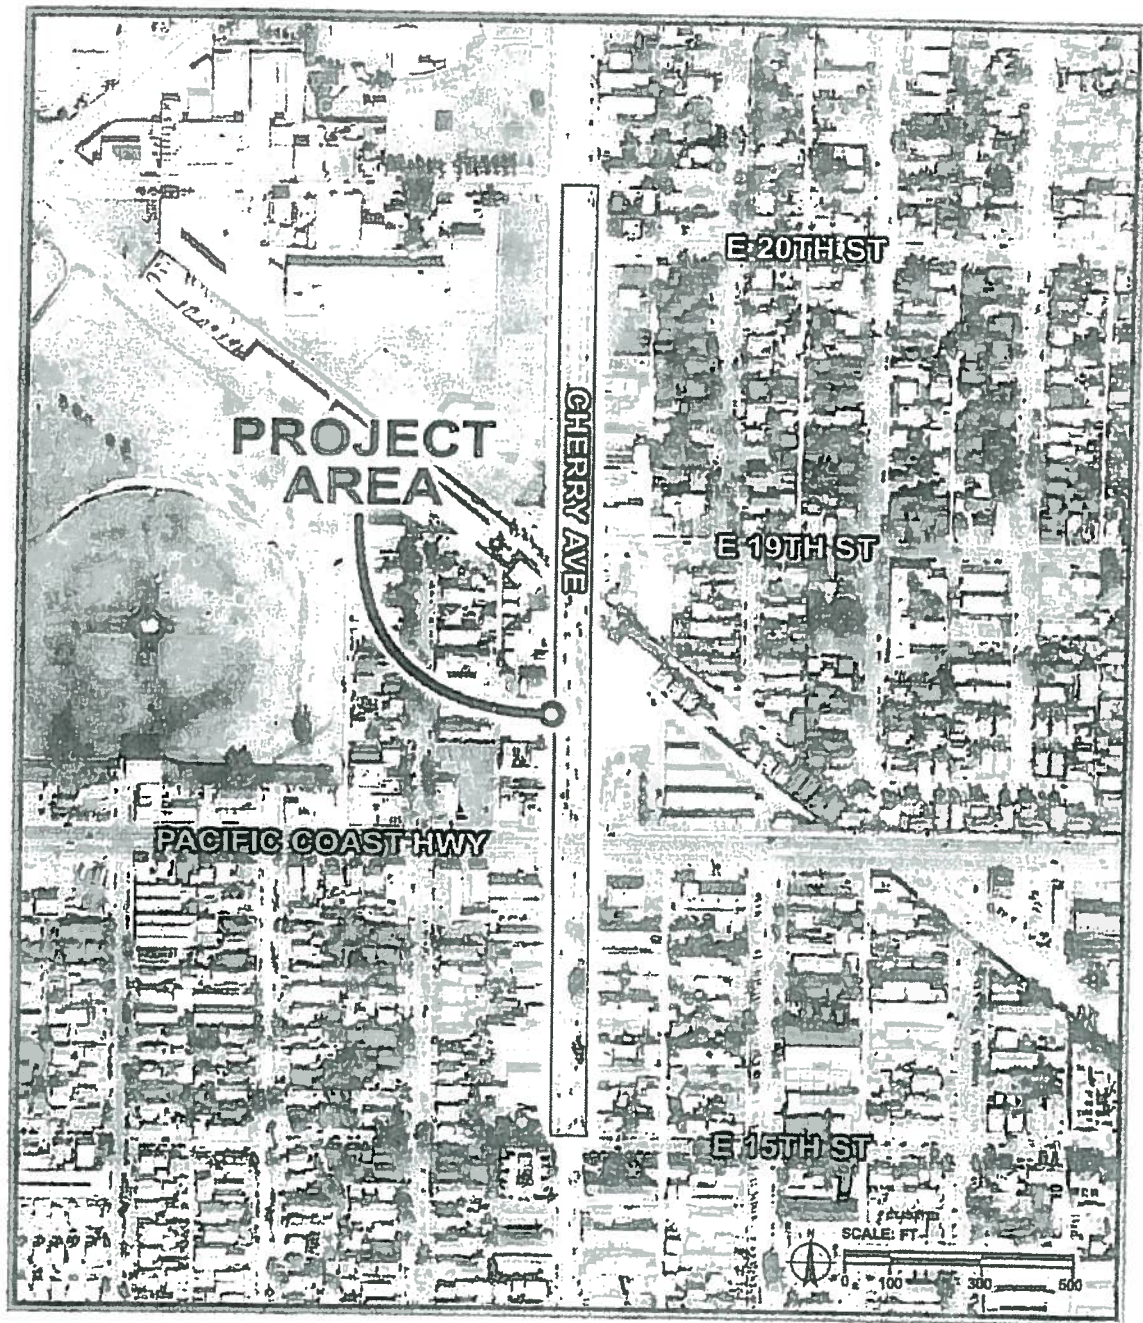 E 20TH ST
CHERRY AVE
PROJECT
AREA
E 19TH ST
PACIFIC COAST HWY
E 15TH ST
N
SCALE: FT
0 100 300 500